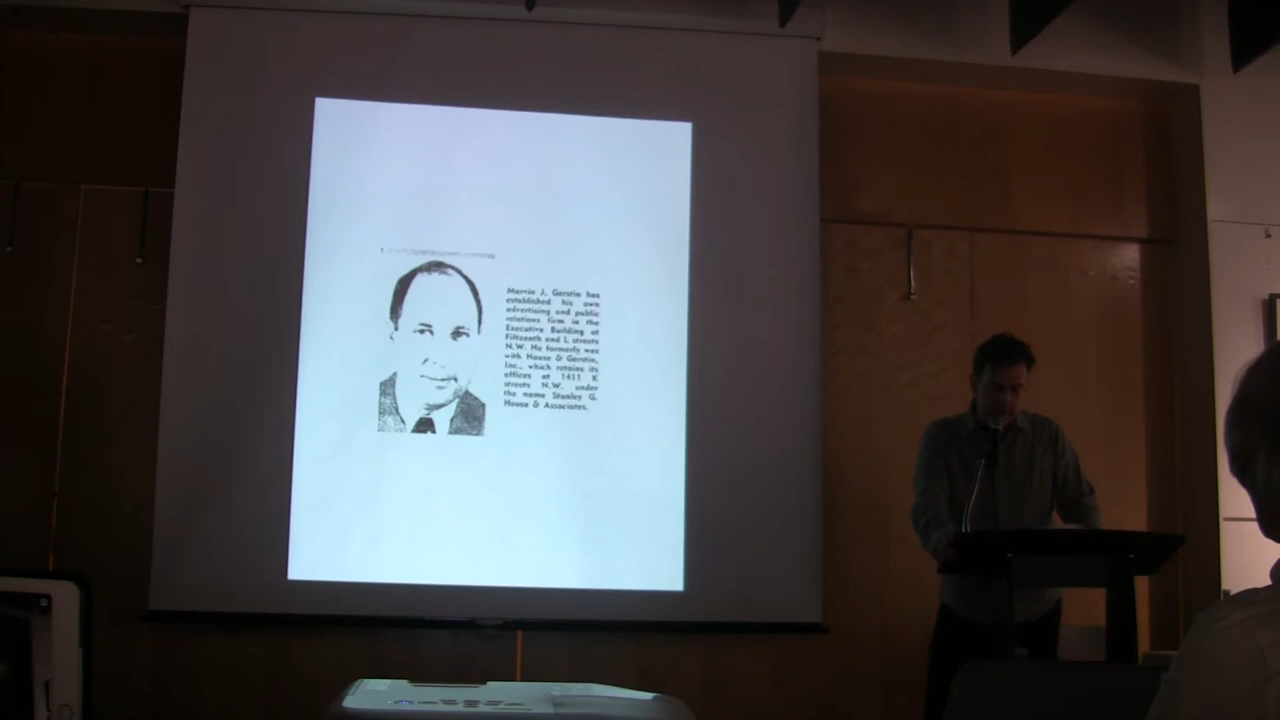 Marvin J. Gerstin has
established his own
advertising and public
relations firm in the
Executive Building at
Fifteenth and L streets
N.W. He formerly was
with House & Gerstin,
Inc., which retains its
offices at 1411 K
streets N.W. under
the name Stanley G.
House & Associates.